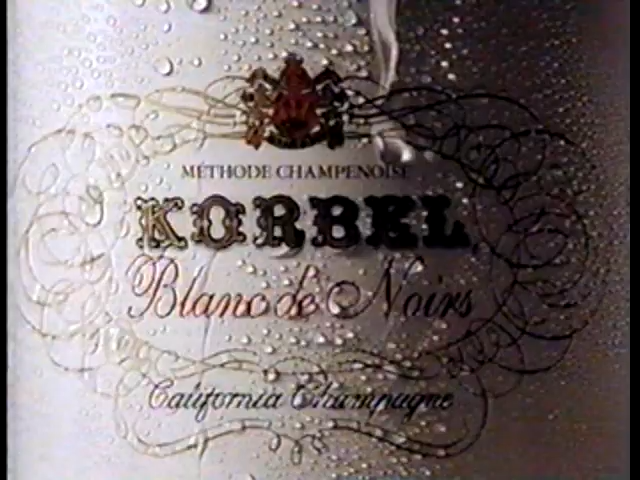 MÉTHODE CHAMPENOISE
KORBEL
Blanc de Noirs
California Champagne